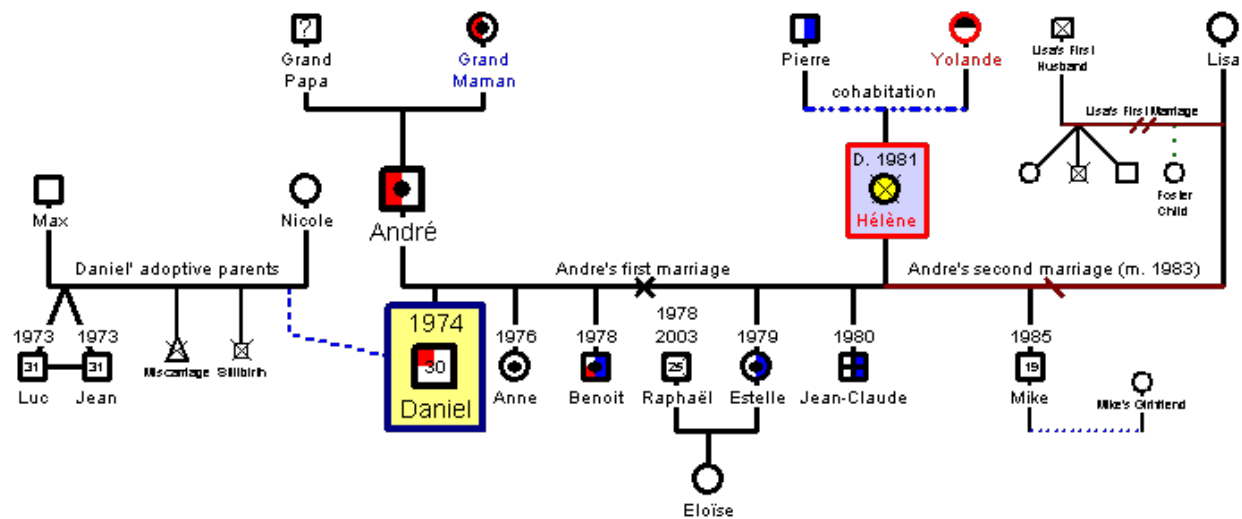 ?
Grand
Papa
Grand
Maman
Pierre
Yolande
cohabitation
Lisa's First
Husband
Lisa
Lisa's First Marriage
Foster
Child
D. 1981
Hélène
Max
Nicole
André
Daniel' adoptive parents
Andre's first marriage
Andre's second marriage (m. 1983)
1973
1973
31
31
Luc
Jean
Miscarriage
Stillbirth
1974
30
Daniel
1976
Anne
1978
Benoit
1978
2003
25
Raphaël
1979
Estelle
1980
Jean-Claude
1985
19
Mike
Mike's Girlfriend
Eloïse